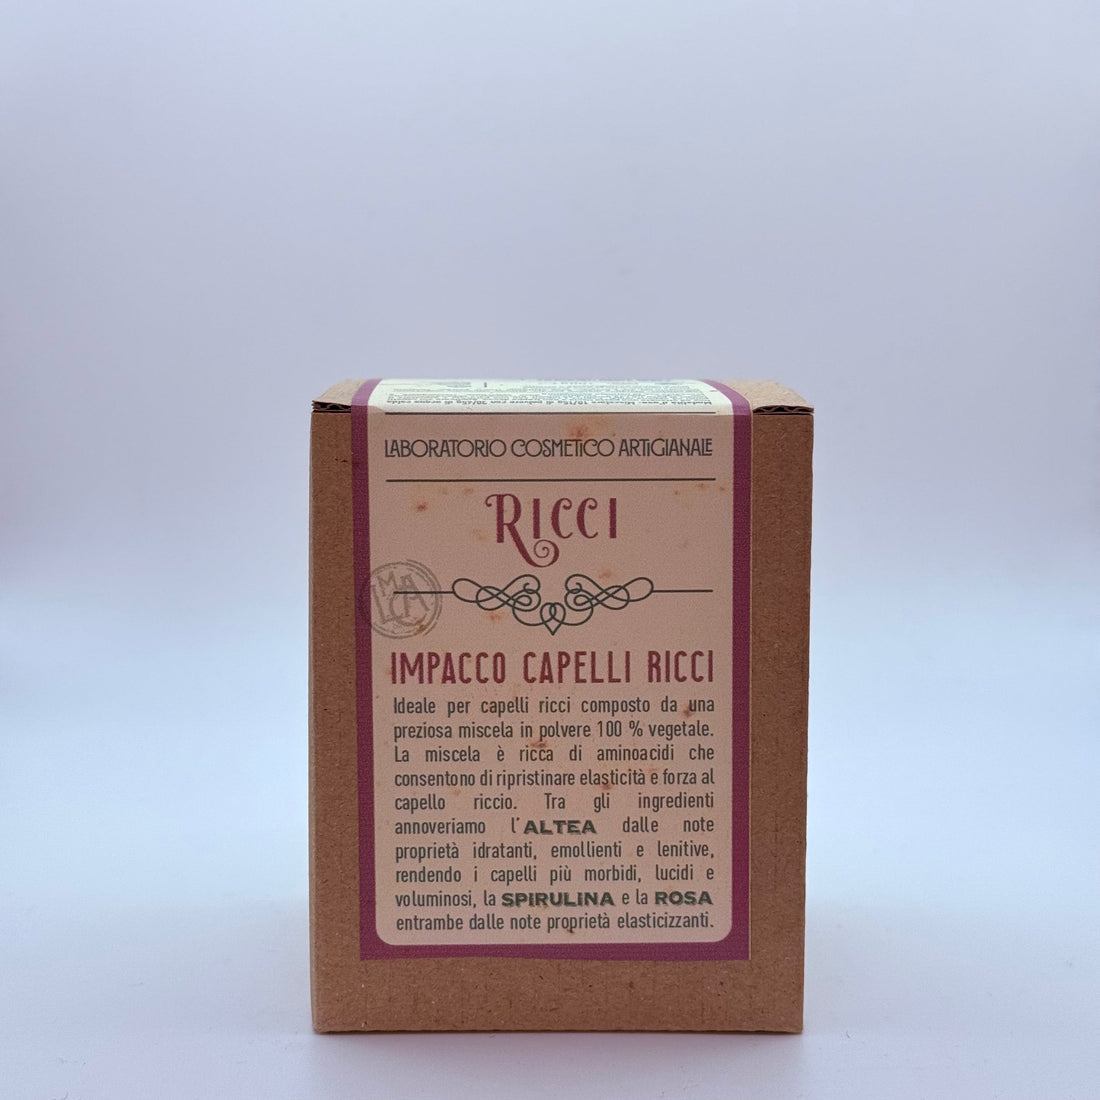 LABORATORIO COSMETICO ARTIGIANALE
RICCI
LMCA
IMPACCO CAPELLI RICCI
Ideale per capelli ricci composto da una
preziosa miscela in polvere 100 % vegetale.
La miscela è ricca di aminoacidi che
consentono di ripristinare elasticità e forza al
capello riccio. Tra gli ingredienti
annoveriamo l'ALTEA dalle note
proprietà idratanti, emollienti e lenitive,
rendendo i capelli più morbidi, lucidi e
voluminosi, la SPIRULINA e la ROSA
entrambe dalle note proprietà elasticizzanti.